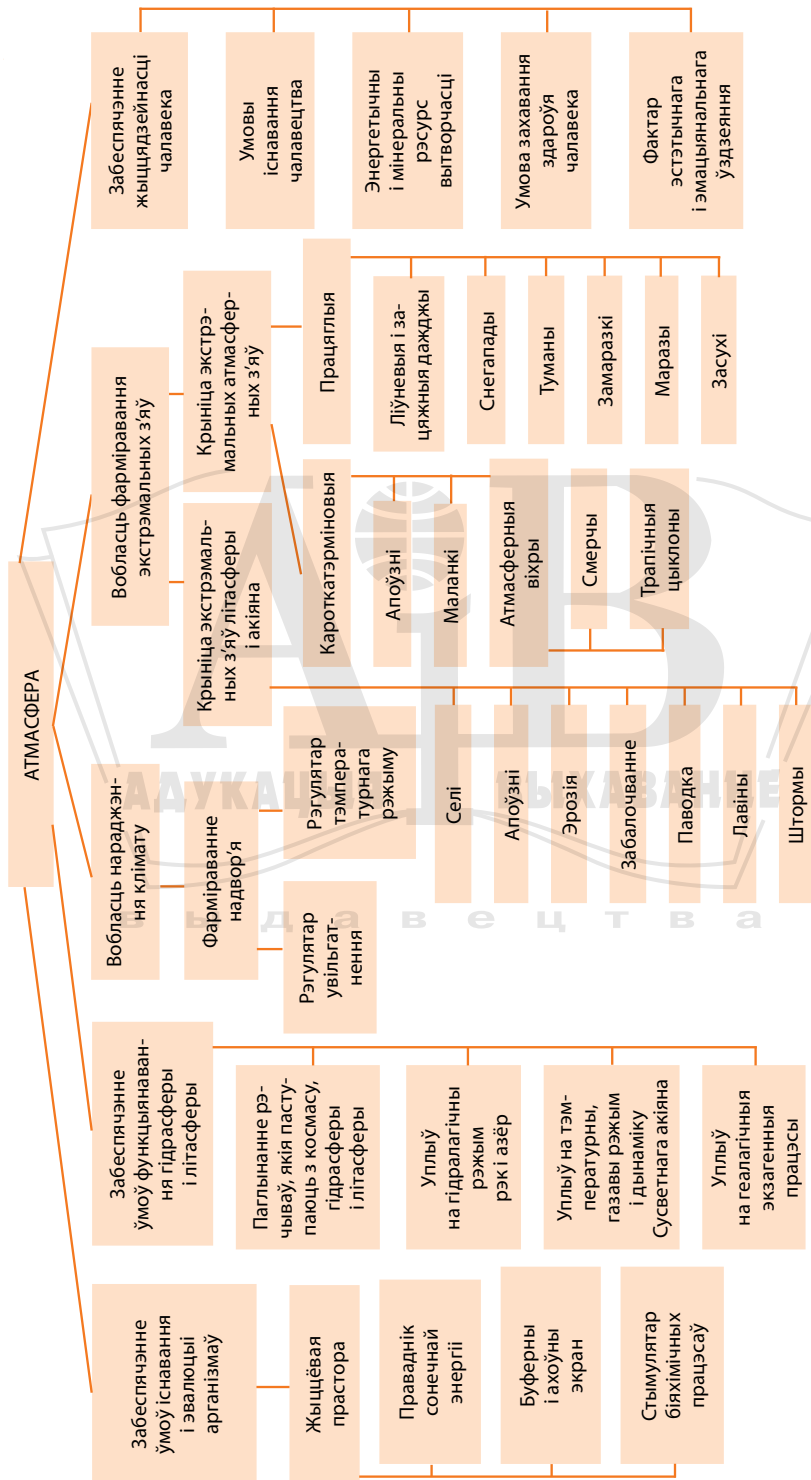 АТМАСФЕРА
Забеспячэнне
ўмоў існавання
і эвалюцыі
арганізмаў
Жыццёвая
прастора
Праваднік
сонечнай
энергіі
Буферны
і ахоўны
экран
Стымулятар
біяхімічных
працэсаў
Забеспячэнне
ўмоў функцыянаван-
ня гідрасферы
і літасферы
Паглынанне рэ-
чываў, якія пасту-
паюць з космасу,
гідрасферы
і літасферы
Уплыў
на гідралагічны
рэжым
рэк і азёр
Уплыў на тэм-
пературны,
газавы рэжым
і дынаміку
Сусветнага акіяна
Уплыў
на геалагічныя
экзагенныя
працэсы
Вобласць нараджэн-
ня клімату
Фарміраванне
надвор'я
Рэгулятар
увільгат-
нення
Рэгулятар
тэмпера-
турнага
рэжыму
Вобласць фарміравання
экстрэмальных з'яў
Крыніца экстрэмаль-
ных з'яў літасферы
і акіяна
Селі
Апоўзні
Эрозія
Забалочванне
Паводка
Лавіны
Штормы
Крыніца экстрэ-
мальных атмасфер-
ных з'яў
Кароткатэрміновыя
Апоўзні
Маланкі
Атмасферныя
віхры
Смерчы
Трапічныя
цыклоны
Працяглыя
Ліўневыя і за-
цяжныя дажджы
Снегапады
Туманы
Замаразкі
Маразы
Засухі
Забеспячэнне
жыццядзейнасці
чалавека
Умовы
існавання
чалавецтва
Энергетычны
і мінеральны
рэсурс
вытворчасці
Умова захавання
здароўя
чалавека
Фактар
эстэтычнага
і эмацыянальнага
ўздзеяння
АіВ
АДУКАЦЫЯ І ВЫХАВАННЕ
выдавецтва